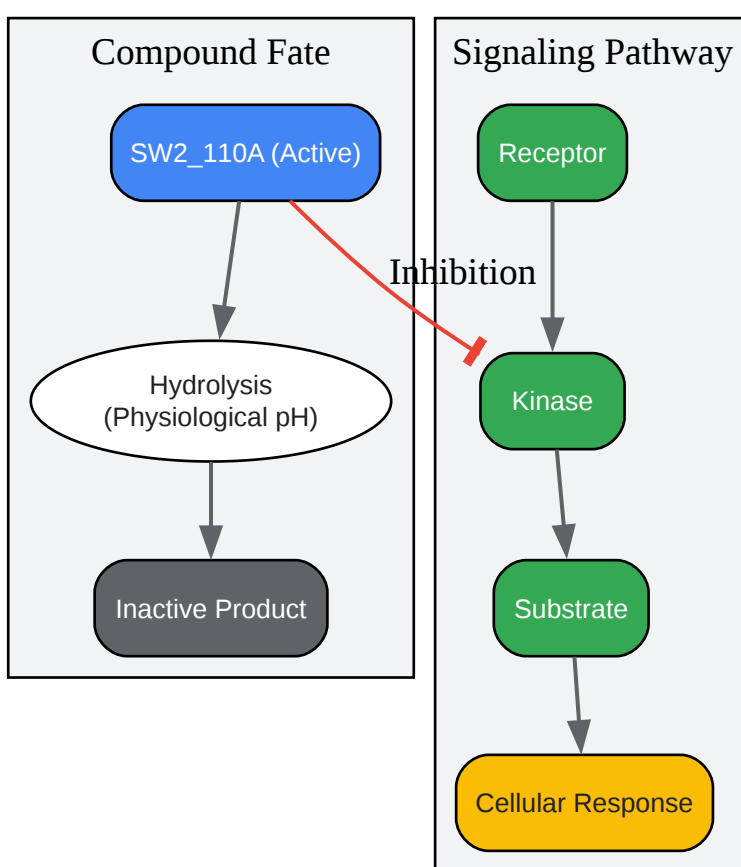 Compound Fate
SW2_110A (Active)
Hydrolysis
(Physiological pH)
Inactive Product
Inhibition
Signaling Pathway
Receptor
Kinase
Substrate
Cellular Response